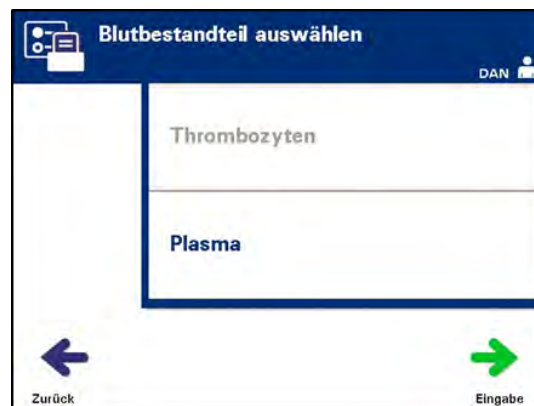 Blutbestandteil auswählen
DAN
Thrombozyten
Plasma
Zurück
Eingabe